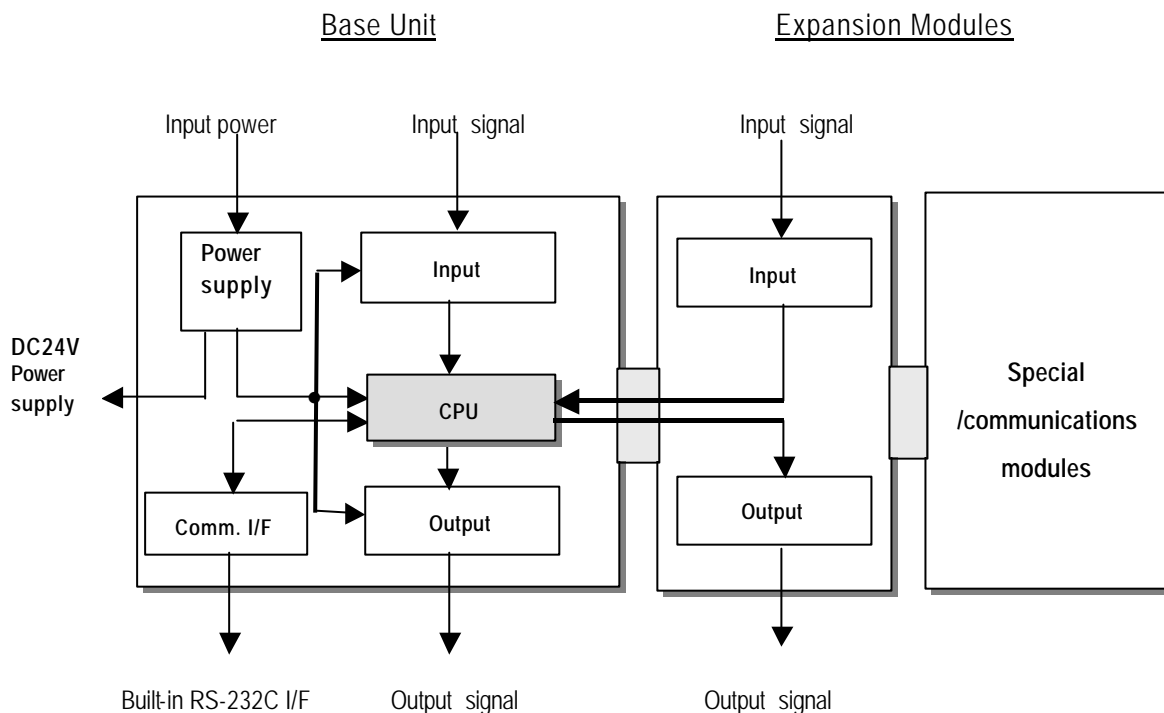 Base Unit
Expansion Modules
Input power
Input signal
Input signal
Power
supply
Input
Input
DC24V
Power
supply
CPU
Special
/communications
modules
Comm. I/F
Output
Output
Built-in RS-232C I/F
Output signal
Output signal